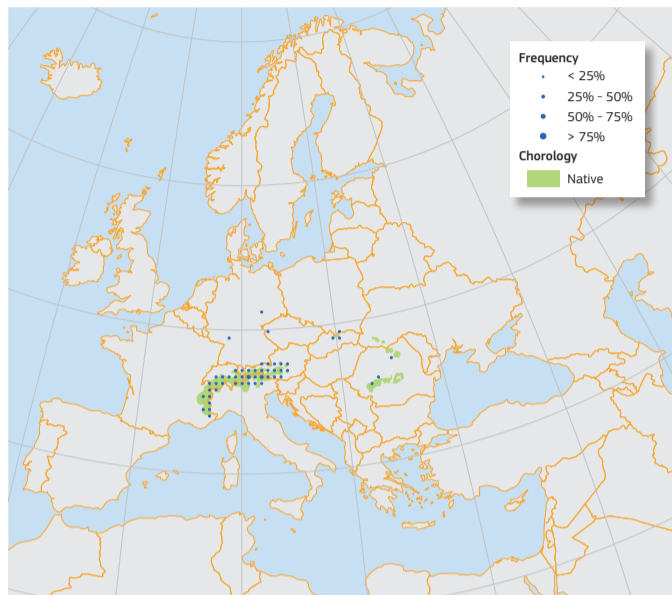 Frequency
< 25%
25% - 50%
50% - 75%
> 75%
Chorology
Native